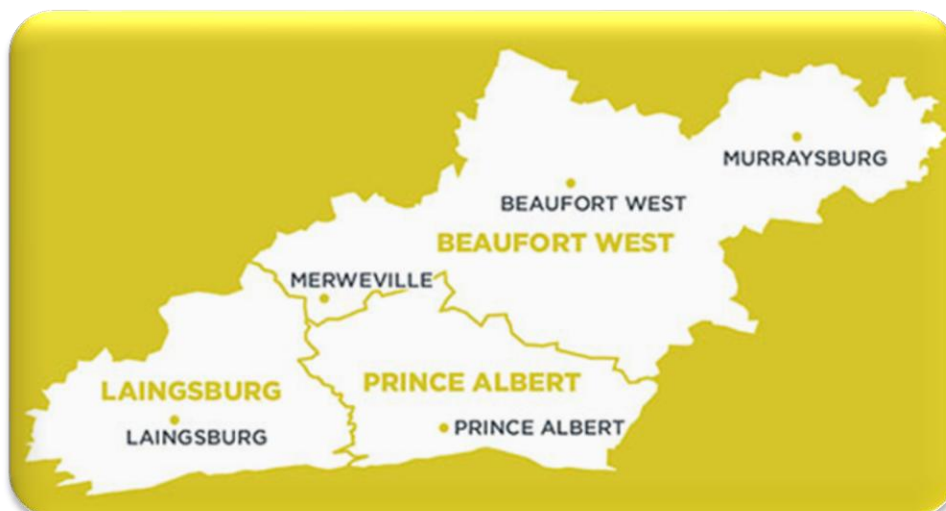 MURRAYSBURG
BEAUFORT WEST
BEAUFORT WEST
MERWEVILLE
PRINCE ALBERT
LAINGSBURG
PRINCE ALBERT
LAINGSBURG